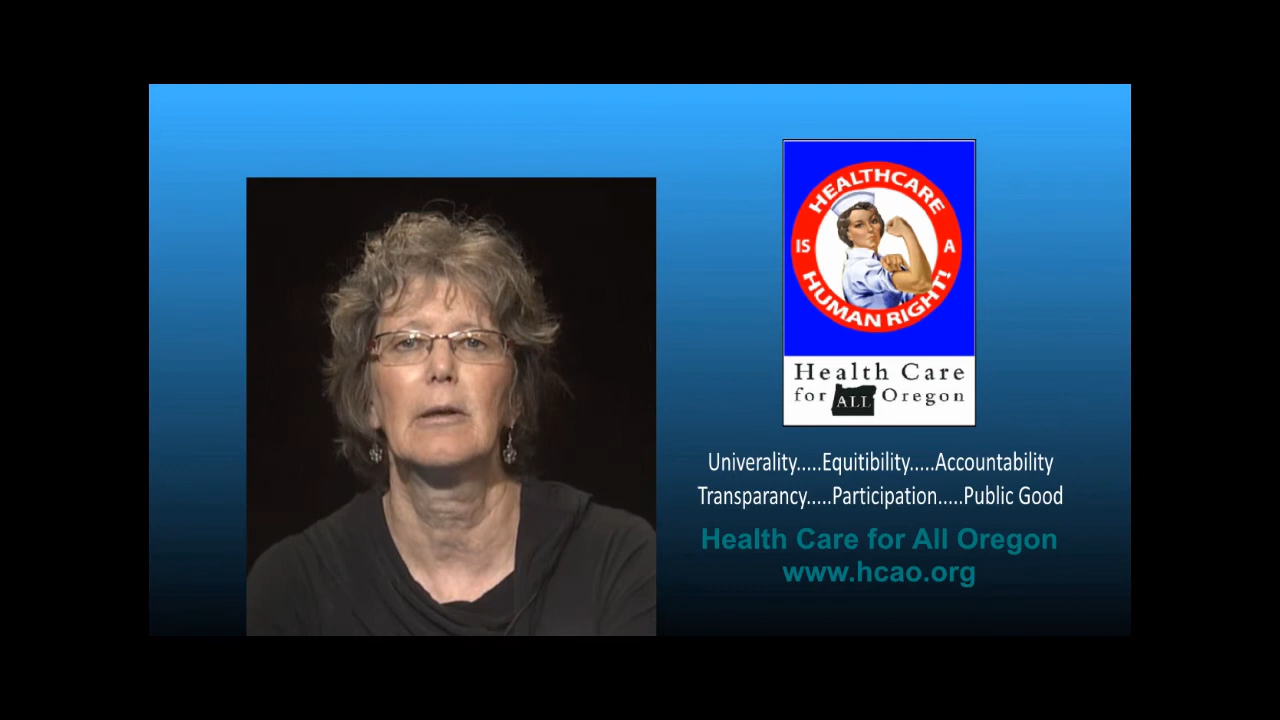 HEALTHCARE
IS A
HUMAN RIGHT!
Health Care
for ALL Oregon
Univerality.....Equitibility.....Accountability
Transparancy.....Participation.....Public Good
Health Care for All Oregon
www.hcao.org